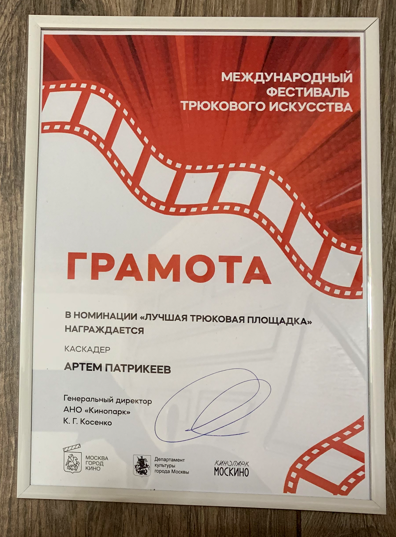 МЕЖДУНАРОДНЫЙ
ФЕСТИВАЛЬ
ТРЮКОВОГО ИСКУССТВА
ГРАМОТА
В НОМИНАЦИИ «ЛУЧШАЯ ТРЮКОВАЯ ПЛОЩАДКА»
НАГРАЖДАЕТСЯ
КАСКАДЕР
АРТЕМ ПАТРИКЕЕВ
Генеральный директор
АНО «Кинопарк»
К. Г. Косенко
МОСКВА
ГОРОД
КИНО
Департамент
культуры
города Москвы
КИНОПАРК
МОСКИНО